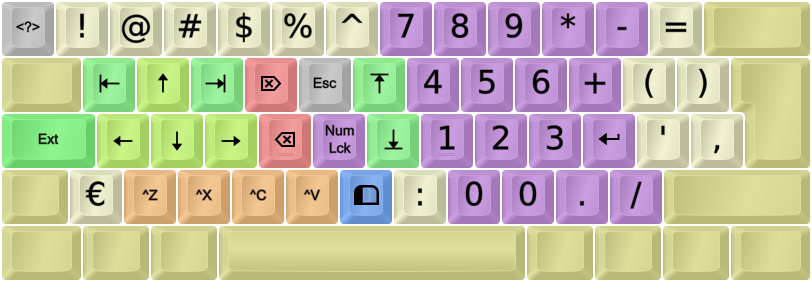 <?> ! @ # $ % ^ 7 8 9 * - =
Esc 4 5 6 + ( )
Ext Num Lck 1 2 3 ' ,
€ ^Z ^X ^C ^V : 0 0 . /